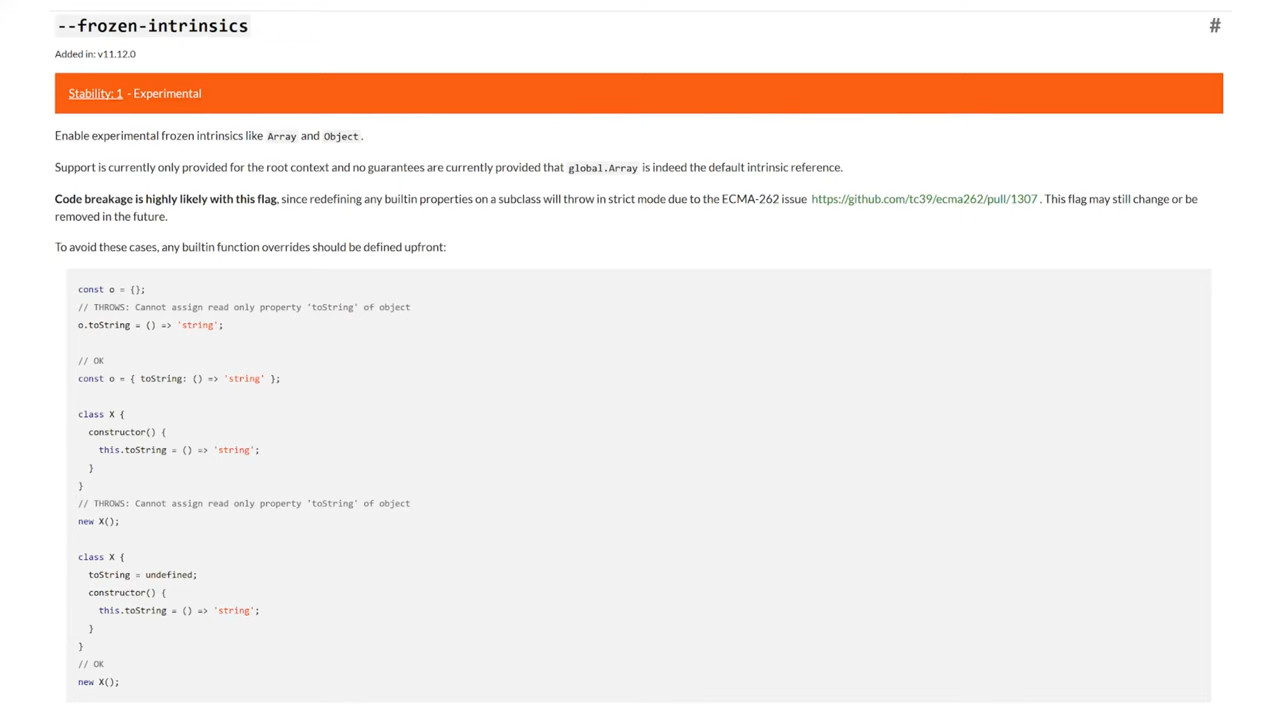 --frozen-intrinsics #
Added in: v11.12.0
Stability: 1 - Experimental
Enable experimental frozen intrinsics like Array and Object.
Support is currently only provided for the root context and no guarantees are currently provided that global.Array is indeed the default intrinsic reference.
Code breakage is highly likely with this flag, since redefining any builtin properties on a subclass will throw in strict mode due to the ECMA-262 issue https://github.com/tc39/ecma262/pull/1307 . This flag may still change or be
removed in the future.
To avoid these cases, any builtin function overrides should be defined upfront:
const o = {};
// THROWS: Cannot assign read only property 'toString' of object
o.toString = () => 'string';
// OK
const o = { toString: () => 'string' };
class X {
  constructor() {
    this.toString = () => 'string';
  }
}
// THROWS: Cannot assign read only property 'toString' of object
new X();
class X {
  toString = undefined;
  constructor() {
    this.toString = () => 'string';
  }
}
// OK
new X();